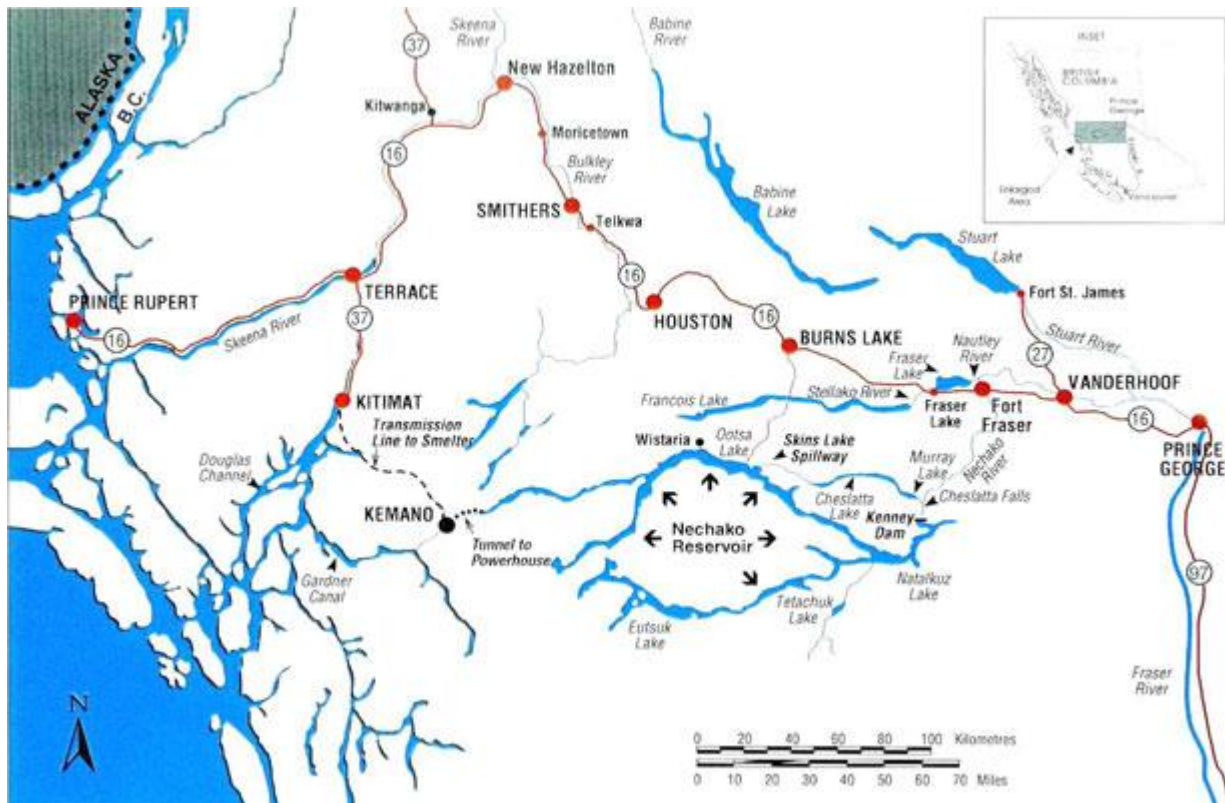 ALASKA
B.C.
Skeena
River
37
Babine
River
New Hazelton
Kitwanga
Moricetown
16
Bulkley
River
SMITHERS
Telkwa
Babine
Lake
INSET
BRITISH
COLUMBIA
Prince
George
Enlarged
Area
Vancouver
Stuart
Lake
Fort St. James
TERRACE
PRINCE RUPERT
16
Skeena River
37
16
HOUSTON
16
BURNS LAKE
Fraser
Lake
Nautley
River
27
Stuart River
VANDERHOOF
KITIMAT
Transmission
Line to Smelter
Francois Lake
Stellako River
Fraser
Lake
Fort
Fraser
16
PRINCE
GEORGE
Wistaria
Ootsa
Lake
Skins Lake
Spillway
Murray
Lake
Nechako
River
Douglas
Channel
Cheslatta
Lake
Cheslatta Falls
KEMANO
Kenney
Dam
Nechako
Reservoir
Tunnel to
Powerhouse
Gardner
Canal
Natalkuz
Lake
97
Tetachuk
Lake
Eutsuk
Lake
Fraser
River
N
0 20 40 60 80 100 Kilometres
0 10 20 30 40 50 60 70 Miles